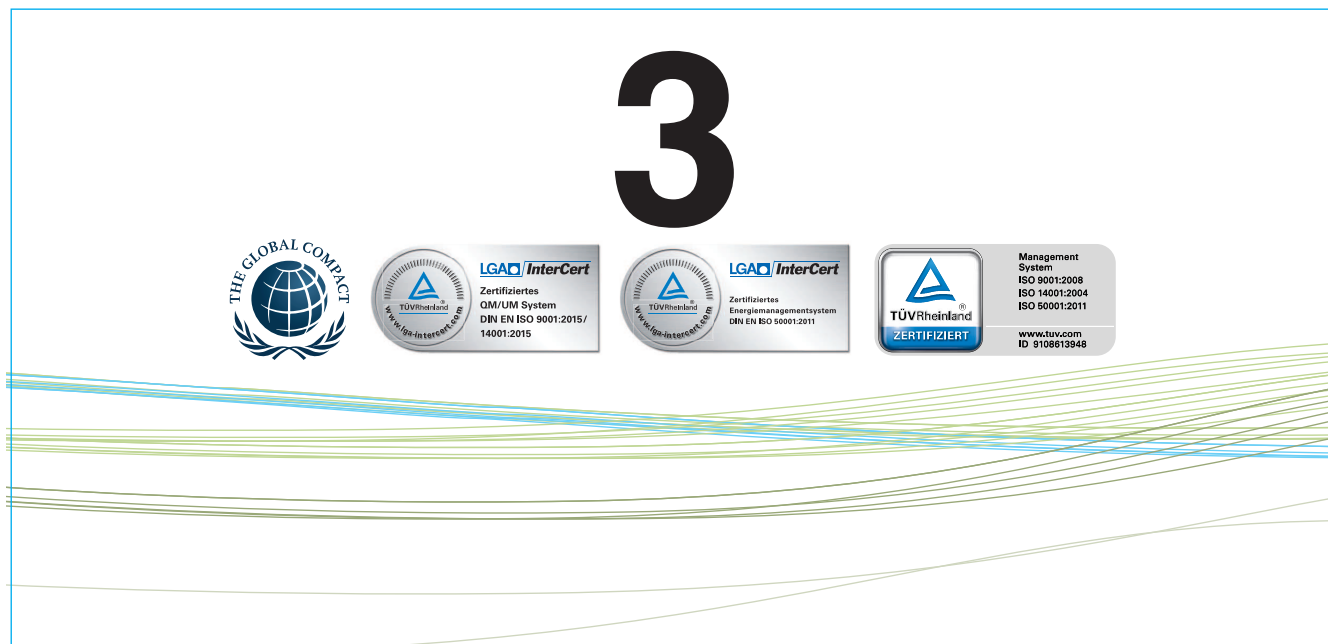 3
THE GLOBAL COMPACT
TÜVRheinland®
www.lga-intercert.com
LGA InterCert
Zertifiziertes
QM/UM System
DIN EN ISO 9001:2015/
14001:2015
TÜVRheinland®
www.lga-intercert.com
LGA InterCert
Zertifiziertes
Energiemanagementsystem
DIN EN ISO 50001:2011
TÜVRheinland®
ZERTIFIZIERT
Management
System
ISO 9001:2008
ISO 14001:2004
ISO 50001:2011
www.tuv.com
ID 9108613948